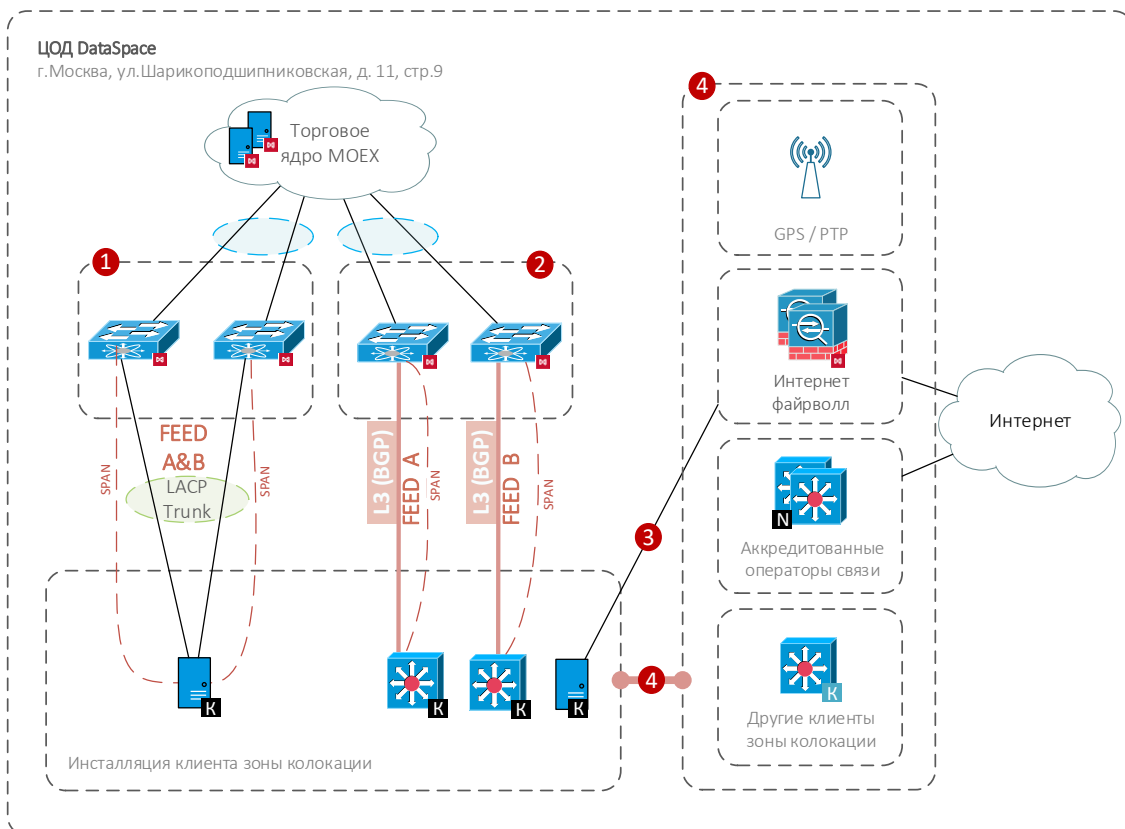 ЦОД DataSpace
г.Москва, ул.Шарикоподшипниковская, д. 11, стр.9
Торговое
ядро MOEX
1
2
FEED
A&B
SPAN
SPAN
LACP
Trunk
L3 (BGP)
FEED A
SPAN
L3 (BGP)
FEED B
SPAN
3
4
K
K
K
K
Инсталляция клиента зоны колокации
4
GPS / PTP
Интернет
файрволл
N
Аккредитованные
операторы связи
K
Другие клиенты
зоны колокации
Интернет